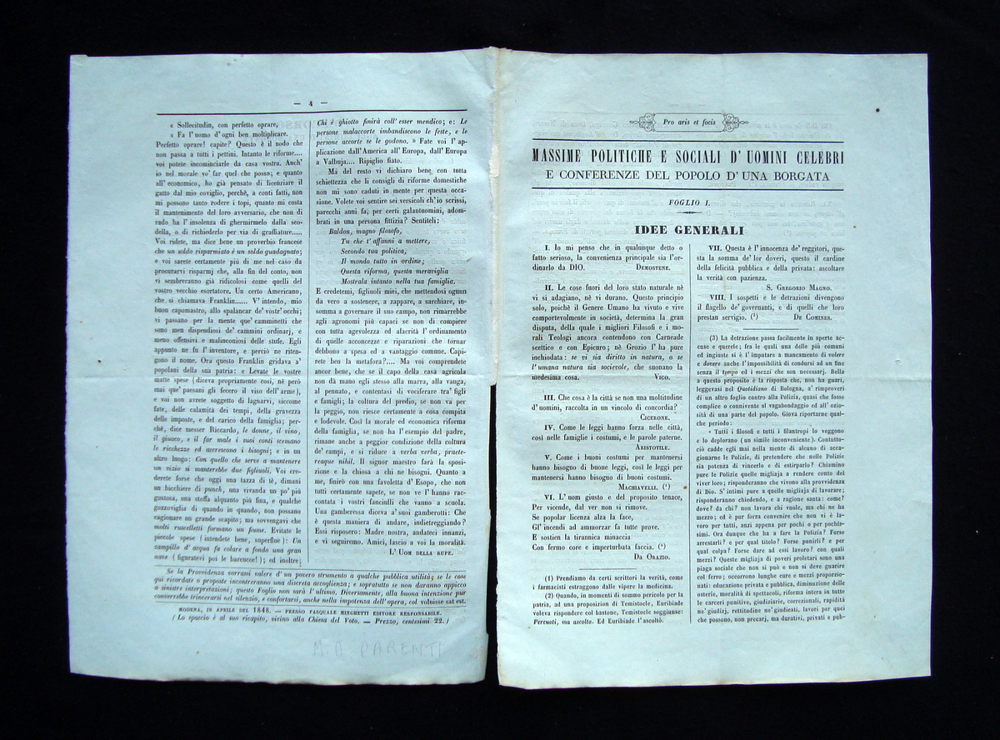 — 4 —
« Sollecitudin, con perfetto oprare,
« Fa l' uomo d' ogni ben moltiplicare.
Perfetto oprare! capite? Questo è il nodo che
non passa a tutti i pettini. Intanto le riforme....
voi potete incominciarle da casa vostra. Anch'
io nel morale vo' far quel che posso; e quanto
all' economico, ho già pensato di licenziare il
gatto dal mio coviglio, perchè, a conti fatti, non
mi possono tanto rodere i topi, quanto mi costa
il mantenimento del loro avversario, che non di
rado ha l' insolenza di ghermirmelo dalla sco-
della, o di richiederlo per via di graffiature....
Voi ridete, ma dice bene un proverbio francese
che un soldo risparmiato è un soldo guadagnato;
e voi sarete certamente più di me nel caso da
procurarvi risparmj che, alla fin del conto, non
vi sembreranno già ridicolosi come quelli del
vostro vecchio esortatore. Un certo Americano,
che si chiamava Franklin..... V' intendo, mio
buon capomastro, allo spalancar de' vostr' occhi;
vi passano per la mente que' camminetti che
sono men dispendiosi de' cammini ordinarj, e
meno offensivi e malinconiosi delle stufe. Egli
appunto ne fu l' inventore, e perciò ne riten-
gono il nome. Ora questo Franklin gridava a'
popolani della sua patria: « Levate le vostre
matte spese (diceva propriamente così, nè però
mai que' paesani gli fecero il viso dell' arme),
e voi non avrete soggetto di lagnarvi, siccome
fate, delle calamità dei tempi, della gravezza
delle imposte, e del carico della famiglia; per-
chè, dice messer Riccardo, le donne, il vino,
il giuoco, e il far male i suoi conti scemano
le ricchezze ed accrescono i bisogni; e in un
altro luogo: Con quello che serve a mantenere
un vizio si manterebbe due figliuoli. Voi cre-
derete forse che oggi una tazza di tè, dimani
un bicchiere di punch, una vivanda un po' più
gustosa, una stoffa alquanto più fina, e qualche
gozzoviglia di quando in quando, non possano
cagionare un grande scapito; ma sovvengavi che
molti ruscelletti formano un fiume. Evitate le
piccole spese (intendete bene, superflue): Un
zampillo d' acqua fa colare a fondo una gran
nave (figuratevi poi le barucce!); ed inoltre;
Chi è ghiotto finirà coll' esser mendico; e: Le
persone malaccorte imbandiscono le feste, e le
persone accorte se le godono. » Fate voi l' ap-
plicazione dall' America all' Europa, dall' Europa
a Valbuja.... Ripiglio fiato.
Mà del resto vi dichiaro bene con tutta
schiettezza che li consigli di riforme domestiche
non mi sono caduti in mente per questa occa-
sione. Volete voi sentire sei versicoli ch' io scrissi,
parecchi anni fa, per certi galantuomini, adom-
brati in una persona fittizia? Sentiteli:
Baldon, magno filosofo,
Tu che t' affanni a mettere,
Secondo tua politica,
Il mondo tutto in ordine;
Questa riforma, questa meraviglia
Mostrala intanto nella tua famiglia.
E credetemi, figliuoli miei, che mettendosi ognun
da vero a sostenere, a zappare, a sarchiare, in-
somma a governare il suo campo, non rimarrebbe
agli agronomi più capaci se non di compiere
con tutta agevolezza ed alacrità l' ordinamento
di quelle acconcezze e riparazioni che tornar
debbono a spesa ed a vantaggio comune. Capi-
rete ben la metafora?.... Ma voi comprendete
ancor bene, che se il capo della casa agricola
non dà mano egli stesso alla marra, alla vanga,
al pennato, e contentasi di vociferare tra' figli
e famigli; la coltura del predio, se non va per
la peggio, non riesce certamente a cosa compita
e lodevole. Così la morale ed economica riforma
della famiglia, se non ha l' esempio del padre,
rimane anche a peggior condizione della coltura
de' campi, e si riduce a verba verba, praete-
reaque nihil. Il signor maestro farà la sposi-
zione e la chiosa a chi ne bisogni. Quanto a
me, finirò con una favoletta d' Esopo, che non
tutti certamente sapete, se non ve l' hanno rac-
contata i vostri fanciulli che vanno a scuola.
Una gamberessa diceva a' suoi gamberotti: Che
è questa maniera di andare, indietreggiando?
Essi risposero: Madre nostra, andateci innanzi,
e vi seguiremo. Amici, lascio a voi la moralità.
L' Uom della rupe.
Se la Provvidenza vorrassi valere d' un povero strumento a qualche pubblica utilità; se le cose
qui ricordate o proposte incontreranno una discreta accoglienza; e sopratutto se non daranno appicco
a sinistre interpretazioni; questo Foglio non sarà l' ultimo. Diversamente, alla buona intenzione pur
converrebbe trincerarsi nel silenzio, e confortarsi, anche nella impotenza dell' opera, col voluisse sat est.
MODENA, IN APRILE DEL 1848. — PRESSO PASQUALE MINGHETTI EDITORE RESPONSABILE.
(Lo spaccio è al suo ricapito, vicino alla Chiesa del Voto. — Prezzo, centesimi 22.)
M.A PARENTI
Pro aris et focis
MASSIME POLITICHE E SOCIALI D' UOMINI CELEBRI
E CONFERENZE DEL POPOLO D' UNA BORGATA
FOGLIO I.
IDEE GENERALI
I. Io mi penso che in qualunque detto o
fatto serioso, la convenienza principale sia l' or-
dinarlo da DIO. Demostene.
II. Le cose fuori del loro stato naturale nè
vi si adagiano, nè vi durano. Questo principio
solo, poichè il Genere Umano ha vivuto e vive
comportevolmente in società, determina la gran
disputa, della quale i migliori Filosofi e i mo-
rali Teologi ancora contendono con Carneade
scettico e con Epicuro; nè Grozio l' ha pure
inchiodata: se vi sia diritto in natura, o se
l' umana natura sia socievole, che suonano la
medesima cosa. Vico.
III. Che cosa è la città se non una moltitudine
d' uomini, raccolta in un vincolo di concordia?
Cicerone.
IV. Come le leggi hanno forza nelle città,
così nelle famiglie i costumi, e le parole paterne.
Aristotile.
V. Come i buoni costumi per mantenersi
hanno bisogno di buone leggi, così le leggi per
mantenersi hanno bisogno di buoni costumi.
Machiavelli. (1)
VI. L' uom giusto e del proposito tenace,
Per vicende, dal ver non si rimove.
Se popolar licenza alza la face,
Gl' incendi ad ammorzar fa tutte prove.
E sostien la tirannica minaccia
Con fermo core e imperturbata faccia. (2)
Da Orazio.
(1) Prendiamo da certi scrittori la verità, come
i farmacisti estraggono dalle vipere la medicina.
(2) Quando, in momenti di sommo pericolo per la
patria, ad una proposizion di Temistocle, Euribiade
voleva rispondere col bastone, Temistocle soggiunse:
Percuoti, ma ascolta. Ed Euribiade l' ascoltò.
VII. Questa è l' innocenza de' reggitori, que-
sta la somma de' lor doveri, questo il cardine
della felicità pubblica e della privata: ascoltare
la verità con pazienza.
S. Gregorio Magno.
VIII. I sospetti e le detrazioni divengono
il flagello de' governanti, e di quelli che loro
prestan servigio. (3) De Comines.
(3) La detrazione passa facilmente in aperte ac-
cuse e querele; fra le quali una delle più comuni
ed ingiuste si è l' imputare a mancamento di volere
e dovere anche l' impossibilità di condursi ad un fine
senza il tempo ed i mezzi che son necessarj. Bella
a questo proposito è la risposta che, non ha guari,
leggevasi nel Quotidiano di Bologna, a' rimproveri
di un altro foglio contro alla Polizia, quasi che fosse
complice o connivente al vagabondaggio ed all' ozio-
sità di una parte del popolo. Giova riportarne qual-
che periodo:
« Tutti i filosofi e tutti i filantropi lo veggono
e lo deplorano (un simile inconveniente). Contutto-
ciò cadde egli mai nella mente di alcuno di acca-
gionarne le Polizie, di pretendere che nelle Polizie
sia potenza di vincerlo e di estirparlo? Chiamino
pure le Polizie quelle migliaja a rendere conto del
viver loro; risponderanno che vivono alla provvidenza
di Dio. S' intimi pure a quelle migliaja di lavorare;
risponderanno chiedendo, e a ragione santa: come?
dove? da chi? non lavora chi vuole, ma chi ne ha
mezzo; ed è pur forza convenire che non vi è la-
voro per tutti, anzi appena per pochi o per pochis-
simi. Ora dunque che ha a fare la Polizia? Forse
arrestarli? e per qual titolo? Forse punirli? e per
qual colpa? Forse dare ad essi lavoro? con quali
mezzi? Queste migliaja di poveri proletari sono una
piaga sociale che non si può e non si deve guarire
col ferro; occorrono lunghe cure e mezzi proporzio-
nati: educazione privata e pubblica, diminuzione delle
osterie, moralità di spettacoli, riforma intera in tutte
le carceri punitive, giudiziarie, correzionali, rapidità
ne' giudizj, rettitudine ne' giudicati, lavori per quei
che possono, non precarj, ma durativi, privati e pub-